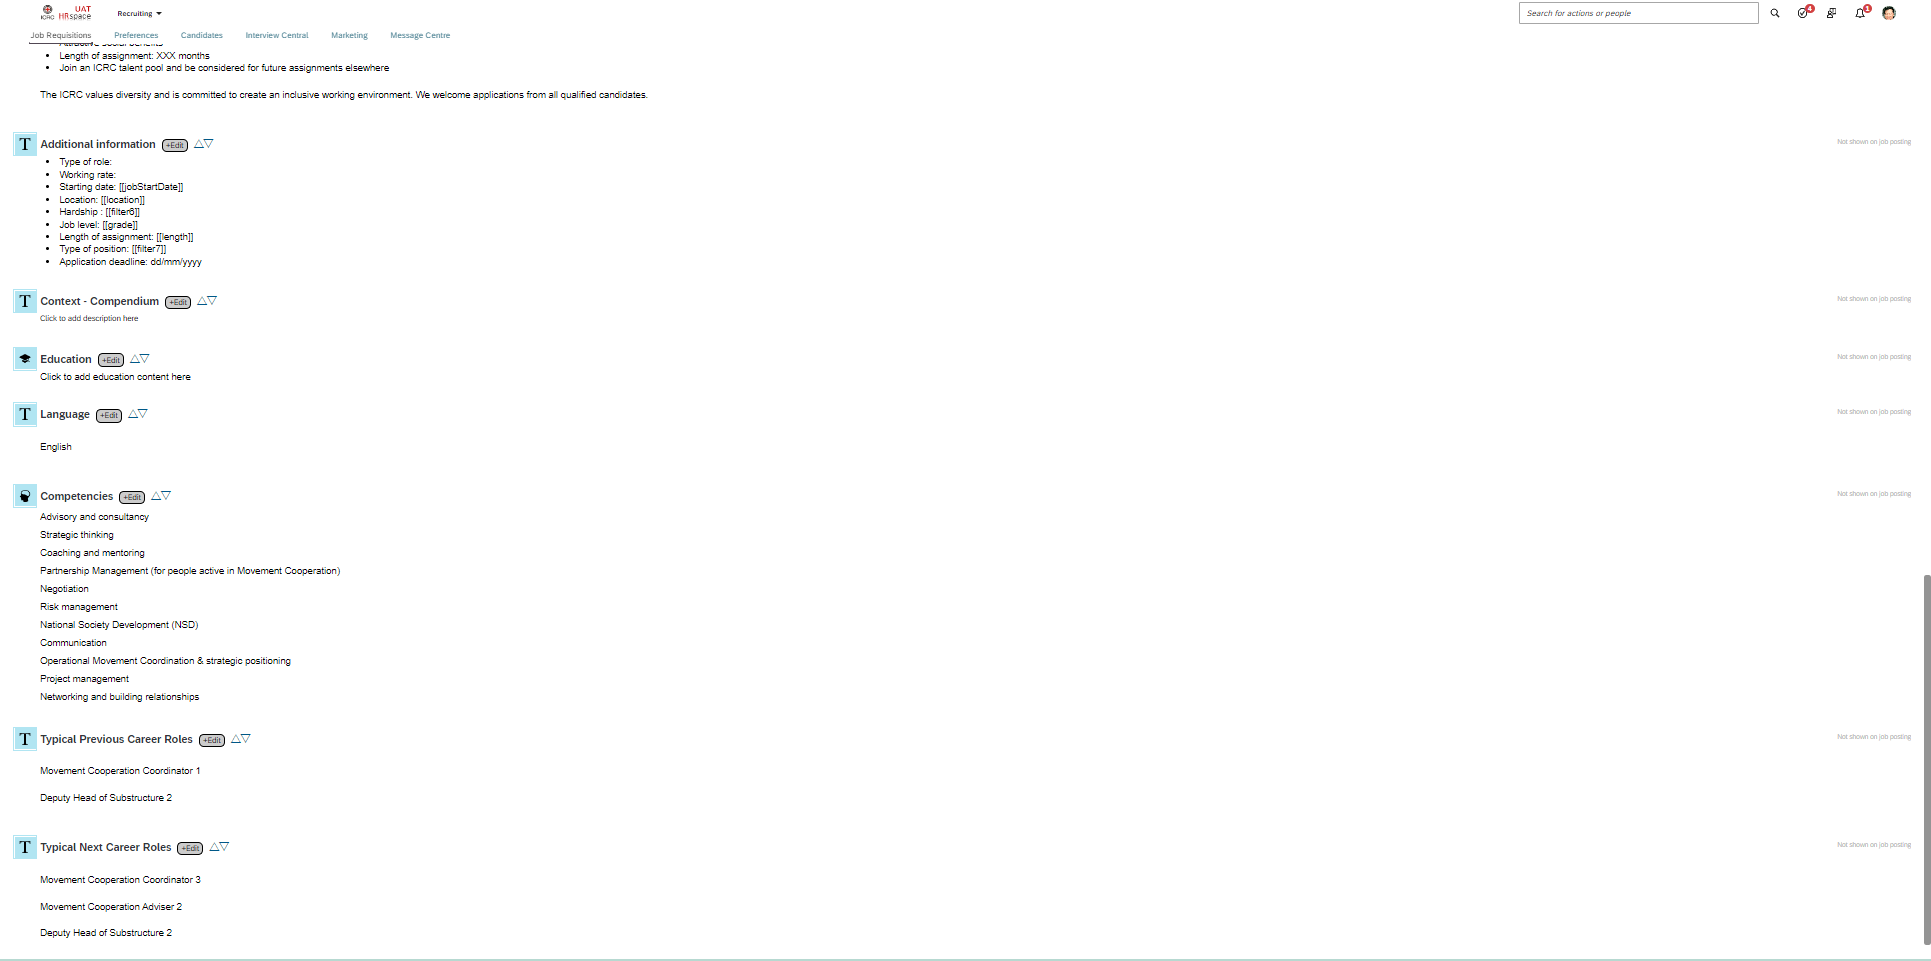 UAT
ICRC HRspace
Recruiting
Search for actions or people
4
1
Job Requisitions Preferences Candidates Interview Central Marketing Message Centre
Attractive social benefits
Length of assignment: XXX months
Join an ICRC talent pool and be considered for future assignments elsewhere
The ICRC values diversity and is committed to create an inclusive working environment. We welcome applications from all qualified candidates.
T Additional information +Edit Not shown on job posting
Type of role:
Working rate:
Starting date: [[jobStartDate]]
Location: [[location]]
Hardship : [[filter6]]
Job level: [[grade]]
Length of assignment: [[length]]
Type of position: [[filter7]]
Application deadline: dd/mm/yyyy
T Context - Compendium +Edit Not shown on job posting
Click to add description here
Education +Edit Not shown on job posting
Click to add education content here
T Language +Edit Not shown on job posting
English
Competencies +Edit Not shown on job posting
Advisory and consultancy
Strategic thinking
Coaching and mentoring
Partnership Management (for people active in Movement Cooperation)
Negotiation
Risk management
National Society Development (NSD)
Communication
Operational Movement Coordination & strategic positioning
Project management
Networking and building relationships
T Typical Previous Career Roles +Edit Not shown on job posting
Movement Cooperation Coordinator 1
Deputy Head of Substructure 2
T Typical Next Career Roles +Edit Not shown on job posting
Movement Cooperation Coordinator 3
Movement Cooperation Adviser 2
Deputy Head of Substructure 2